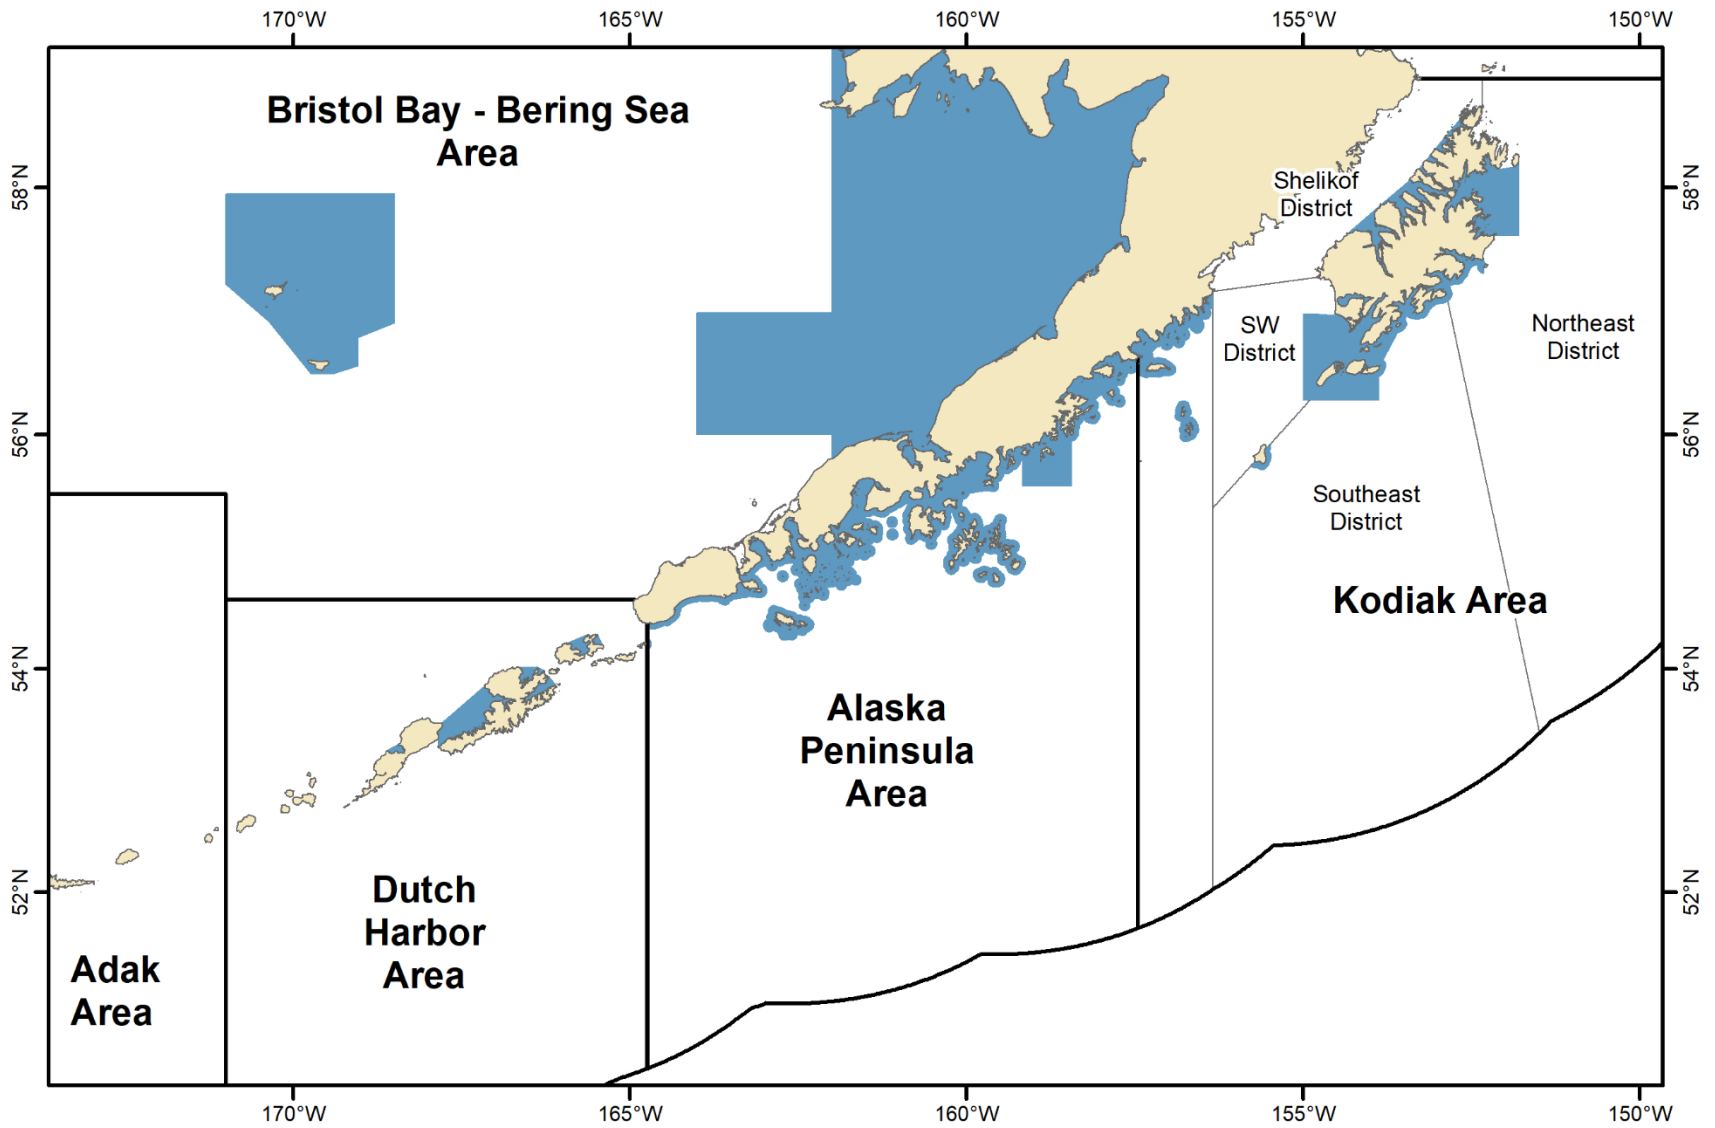 170°W
165°W
160°W
155°W
150°W
Bristol Bay - Bering Sea
Area
58°N
58°N
Shelikof
District
SW
District
Northeast
District
56°N
56°N
Southeast
District
Kodiak Area
54°N
54°N
Alaska
Peninsula
Area
Dutch
Harbor
Area
52°N
52°N
Adak
Area
170°W
165°W
160°W
155°W
150°W